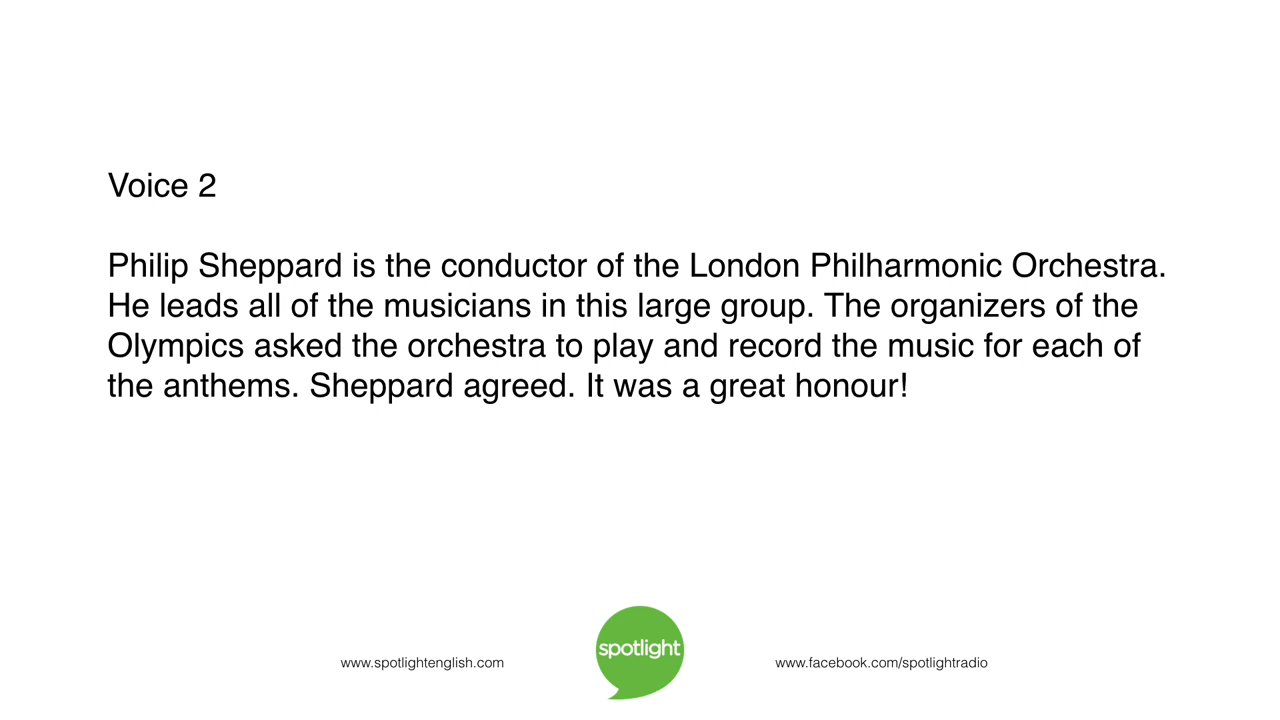 Voice 2
Philip Sheppard is the conductor of the London Philharmonic Orchestra.
He leads all of the musicians in this large group. The organizers of the
Olympics asked the orchestra to play and record the music for each of
the anthems. Sheppard agreed. It was a great honour!
www.spotlightenglish.com
spotlight
www.facebook.com/spotlightradio